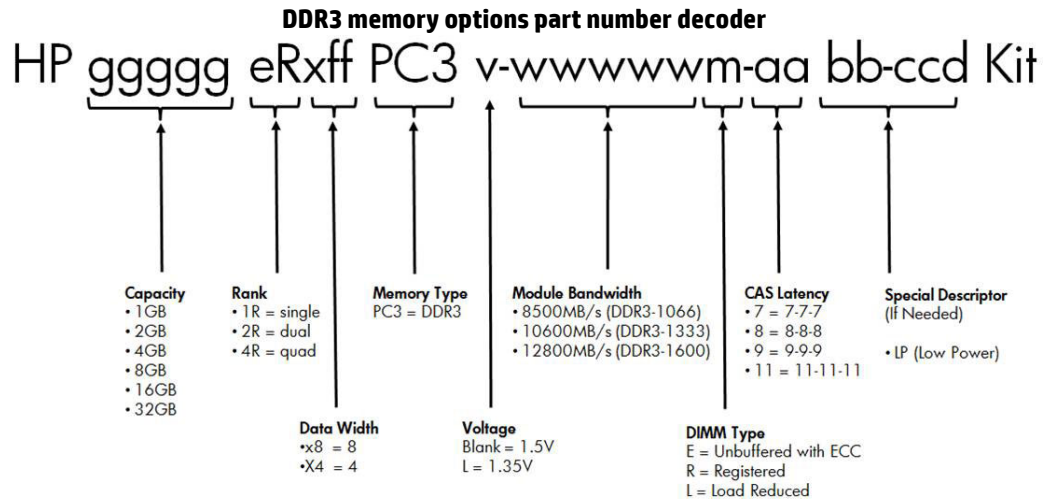 DDR3 memory options part number decoder
HP ggggg eRxff PC3 v-wwwwwm-aa bb-ccd Kit
Capacity
• 1GB
• 2GB
• 4GB
• 8GB
• 16GB
• 32GB
Rank
• 1R = single
• 2R = dual
• 4R = quad
Memory Type
PC3 = DDR3
Module Bandwidth
• 8500MB/s (DDR3-1066)
• 10600MB/s (DDR3-1333)
• 12800MB/s (DDR3-1600)
CAS Latency
• 7 = 7-7-7
• 8 = 8-8-8
• 9 = 9-9-9
• 11 = 11-11-11
Special Descriptor
(If Needed)
• LP (Low Power)
Data Width
•x8 = 8
•X4 = 4
Voltage
Blank = 1.5V
L = 1.35V
DIMM Type
E = Unbuffered with ECC
R = Registered
L = Load Reduced